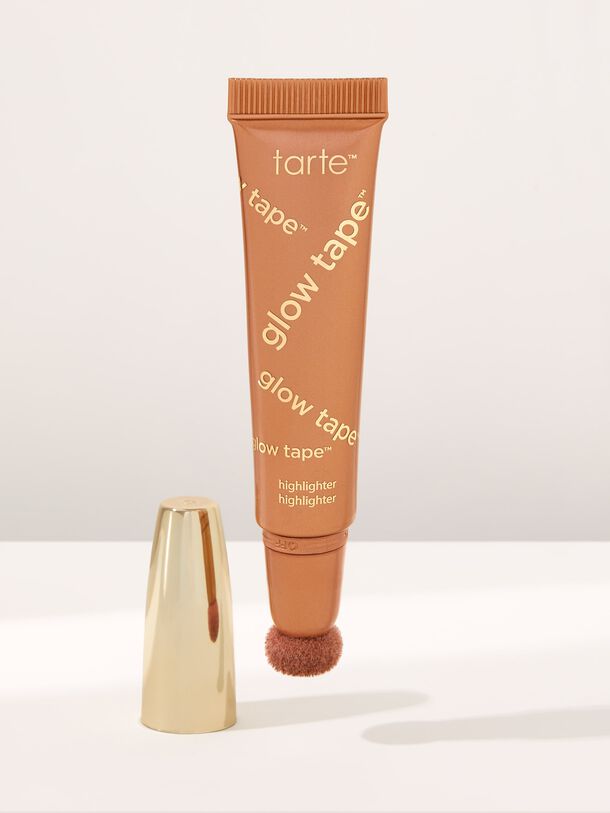 tarte™
w tape™
glow tape™
glow tape
glow tape™
highlighter
highlighter